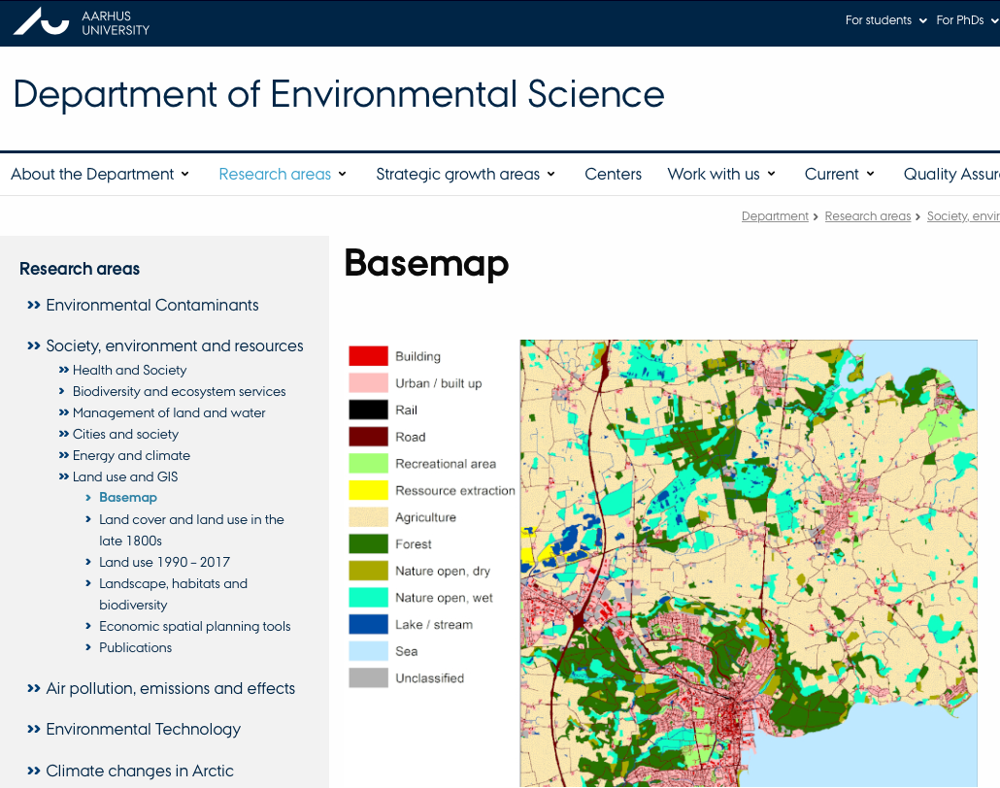 AARHUS
UNIVERSITY
For students
For PhDs
Department of Environmental Science
About the Department
Research areas
Strategic growth areas
Centers
Work with us
Current
Quality Assur
Department
Research areas
Society, envir
Research areas
Environmental Contaminants
Society, environment and resources
Health and Society
Biodiversity and ecosystem services
Management of land and water
Cities and society
Energy and climate
Land use and GIS
Basemap
Land cover and land use in the
late 1800s
Land use 1990 – 2017
Landscape, habitats and
biodiversity
Economic spatial planning tools
Publications
Air pollution, emissions and effects
Environmental Technology
Climate changes in Arctic
Basemap
Building
Urban / built up
Rail
Road
Recreational area
Ressource extraction
Agriculture
Forest
Nature open, dry
Nature open, wet
Lake / stream
Sea
Unclassified